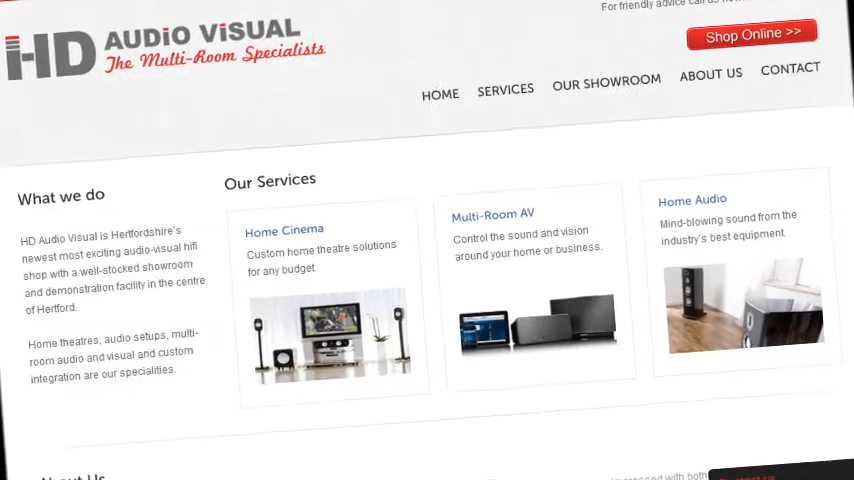 For friendly advice call us now
HD AUDiO ViSUAL
The Multi-Room Specialists
Shop Online >>
HOME SERVICES OUR SHOWROOM ABOUT US CONTACT
What we do
HD Audio Visual is Hertfordshire's
newest most exciting audio-visual hifi
shop with a well-stocked showroom
and demonstration facility in the centre
of Hertford.
Home theatres, audio setups, multi-
room audio and visual and custom
integration are our specialities.
Our Services
Home Cinema
Custom home theatre solutions
for any budget.
Multi-Room AV
Control the sound and vision
around your home or business.
Home Audio
Mind-blowing sound from the
industry's best equipment.
About Us
impressed with both